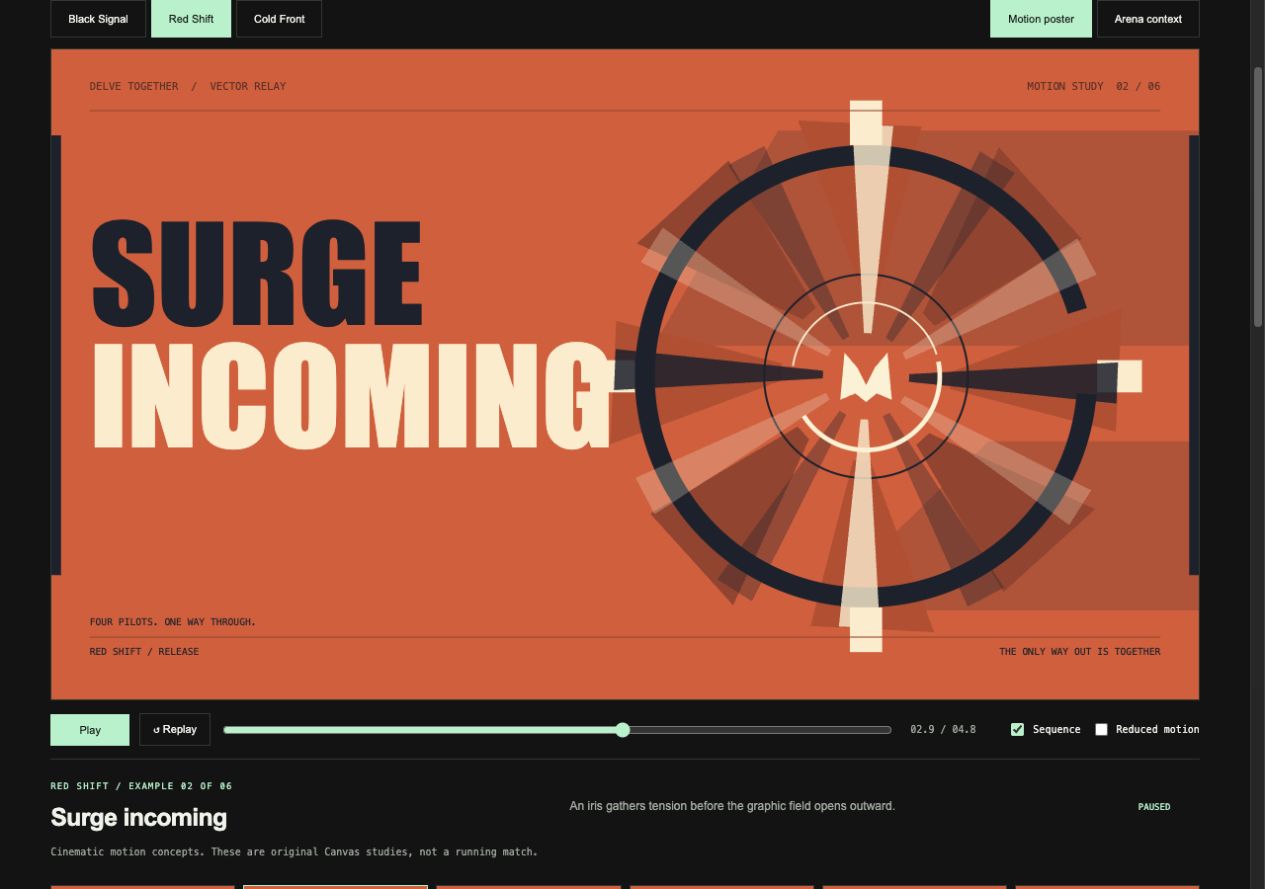 Black Signal Red Shift Cold Front Motion poster Arena context
DELVE TOGETHER / VECTOR RELAY MOTION STUDY 02 / 06
SURGE
INCOMING
FOUR PILOTS. ONE WAY THROUGH.
RED SHIFT / RELEASE THE ONLY WAY OUT IS TOGETHER
Play ↺ Replay 02.9 / 04.8 Sequence Reduced motion
RED SHIFT / EXAMPLE 02 OF 06
Surge incoming An iris gathers tension before the graphic field opens outward. PAUSED
Cinematic motion concepts. These are original Canvas studies, not a running match.